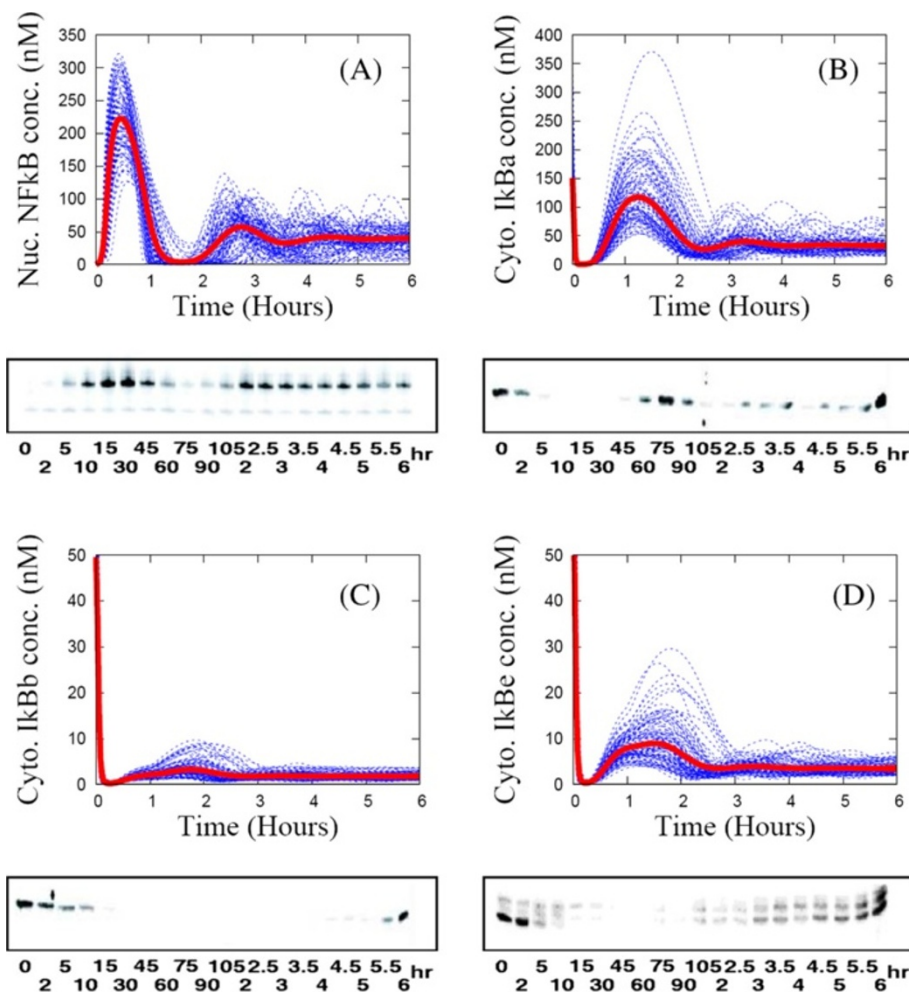 Nuc. NFkB conc. (nM)
350
300
250
200
150
100
50
0
(A)
0 1 2 3 4 5 6
Time (Hours)
Cyto. IkBa conc. (nM)
400
350
300
250
200
150
100
50
0
(B)
0 1 2 3 4 5 6
Time (Hours)
0 5 15 45 75 105 2.5 3.5 4.5 5.5 hr
2 10 30 60 90 2 3 4 5 6
0 5 15 45 75 105 2.5 3.5 4.5 5.5 hr
2 10 30 60 90 2 3 4 5 6
Cyto. IkBb conc. (nM)
50
40
30
20
10
0
(C)
0 1 2 3 4 5 6
Time (Hours)
Cyto. IkBe conc. (nM)
50
40
30
20
10
0
(D)
0 1 2 3 4 5 6
Time (Hours)
0 5 15 45 75 105 2.5 3.5 4.5 5.5 hr
2 10 30 60 90 2 3 4 5 6
0 5 15 45 75 105 2.5 3.5 4.5 5.5 hr
2 10 30 60 90 2 3 4 5 6